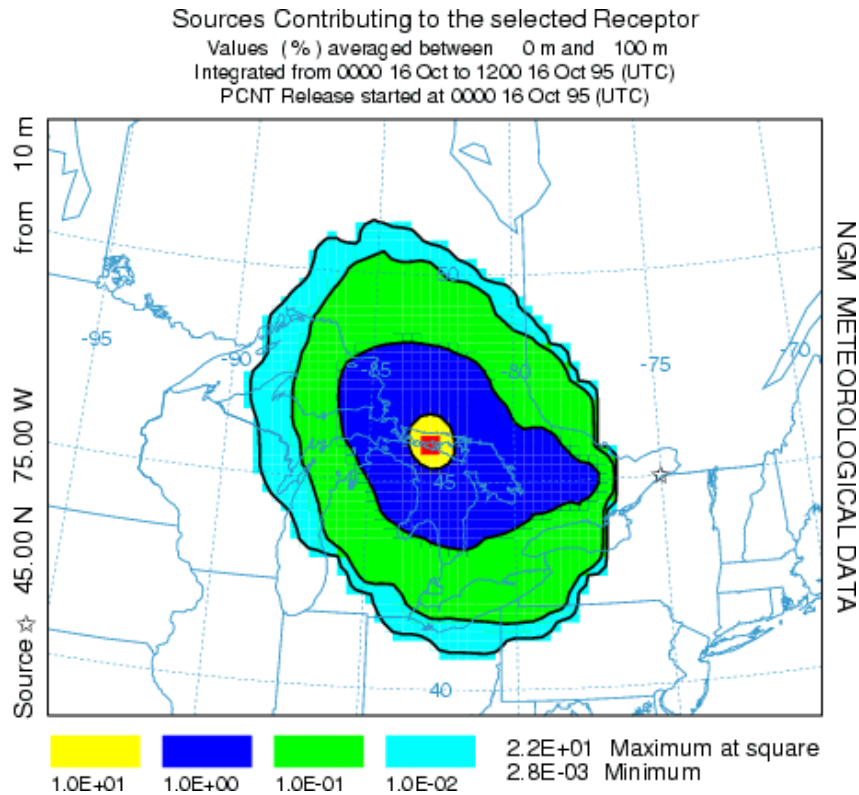 Sources Contributing to the selected Receptor
Values (%) averaged between 0 m and 100 m
Integrated from 0000 16 Oct to 1200 16 Oct 95 (UTC)
PCNT Release started at 0000 16 Oct 95 (UTC)
Source ☆ 45.00 N 75.00 W from 10 m
NGM METEOROLOGICAL DATA
50
-95
-90
-85
-80
-75
-70
45
40
2.2E+01 Maximum at square
2.8E-03 Minimum
1.0E+01
1.0E+00
1.0E-01
1.0E-02